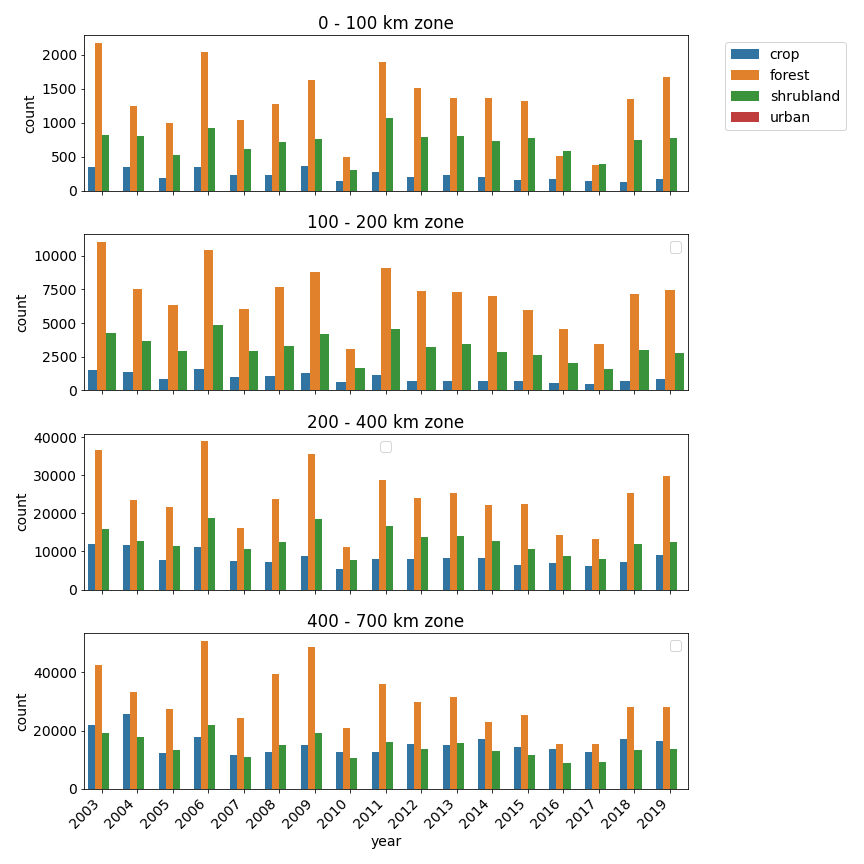 0 - 100 km zone
2000
1500
1000
500
0
count
crop
forest
shrubland
urban
100 - 200 km zone
10000
7500
5000
2500
0
count
200 - 400 km zone
40000
30000
20000
10000
0
count
400 - 700 km zone
40000
20000
0
count
2003 2004 2005 2006 2007 2008 2009 2010 2011 2012 2013 2014 2015 2016 2017 2018 2019
year